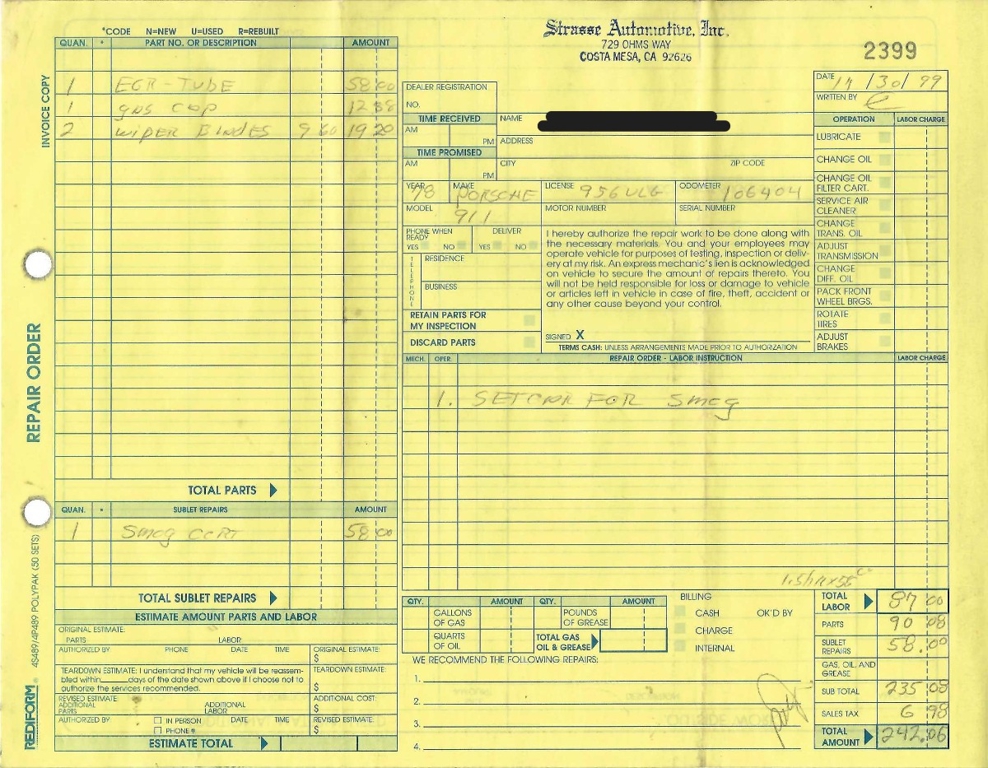 *CODE N=NEW U=USED R=REBUILT
QUAN. * PART NO. OR DESCRIPTION AMOUNT
1 EGR-TUBE 58 00
1 gas cap 12 88
2 wiper Blades 9 60 19 20
TOTAL PARTS
QUAN. * SUBLET REPAIRS AMOUNT
1 Smog cert 58 00
TOTAL SUBLET REPAIRS
ESTIMATE AMOUNT PARTS AND LABOR
ORIGINAL ESTIMATE:
PARTS LABOR
AUTHORIZED BY PHONE DATE TIME ORIGINAL ESTIMATE:
$
TEARDOWN ESTIMATE: I understand that my vehicle will be reassem-
bled within______days of the date shown above if I choose not to
authorize the services recommended.
TEARDOWN ESTIMATE:
$
REVISED ESTIMATE:
ADDITIONAL PARTS ADDITIONAL LABOR
ADDITIONAL COST:
$
AUTHORIZED BY IN PERSON DATE TIME REVISED ESTIMATE:
PHONE # $
ESTIMATE TOTAL
INVOICE COPY
REPAIR ORDER
REDIFORM® 4S489/4P489 POLYPAK (50 SETS)
Strasse Automotive, Inc.
729 OHMS WAY
COSTA MESA, CA 92626
2399
DEALER REGISTRATION
NO.
DATE 11/30/99
WRITTEN BY
TIME RECEIVED NAME
AM PM ADDRESS
TIME PROMISED
AM PM CITY ZIP CODE
YEAR 78 MAKE PORSCHE LICENSE 956ULG ODOMETER 106404
MODEL 911 MOTOR NUMBER SERIAL NUMBER
PHONE WHEN READY DELIVER
YES NO YES NO
TELEPHONE
RESIDENCE
BUSINESS
RETAIN PARTS FOR
MY INSPECTION
DISCARD PARTS
I hereby authorize the repair work to be done along with
the necessary materials. You and your employees may
operate vehicle for purposes of testing, inspection or deliv-
ery at my risk. An express mechanic's lien is acknowledged
on vehicle to secure the amount of repairs thereto. You
will not be held responsible for loss or damage to vehicle
or articles left in vehicle in case of fire, theft, accident or
any other cause beyond your control.
SIGNED X
TERMS CASH: UNLESS ARRANGEMENTS MADE PRIOR TO AUTHORIZATION
OPERATION LABOR CHARGE
LUBRICATE
CHANGE OIL
CHANGE OIL
FILTER CART.
SERVICE AIR
CLEANER
CHANGE
TRANS. OIL
ADJUST
TRANSMISSION
CHANGE
DIFF. OIL
PACK FRONT
WHEEL BRGS.
ROTATE
TIRES
ADJUST
BRAKES
MECH. OPER. REPAIR ORDER - LABOR INSTRUCTION LABOR CHARGE
1. SET CAR FOR Smog
QTY. AMOUNT QTY. AMOUNT
GALLONS OF GAS POUNDS OF GREASE
QUARTS OF OIL TOTAL GAS OIL & GREASE
BILLING
CASH OK'D BY
CHARGE
INTERNAL
WE RECOMMEND THE FOLLOWING REPAIRS:
1.
2.
3.
4.
TOTAL LABOR 87 00
PARTS 90 08
SUBLET REPAIRS 58.00
GAS, OIL AND GREASE
SUB TOTAL 235 08
SALES TAX 6 98
TOTAL AMOUNT 242.06